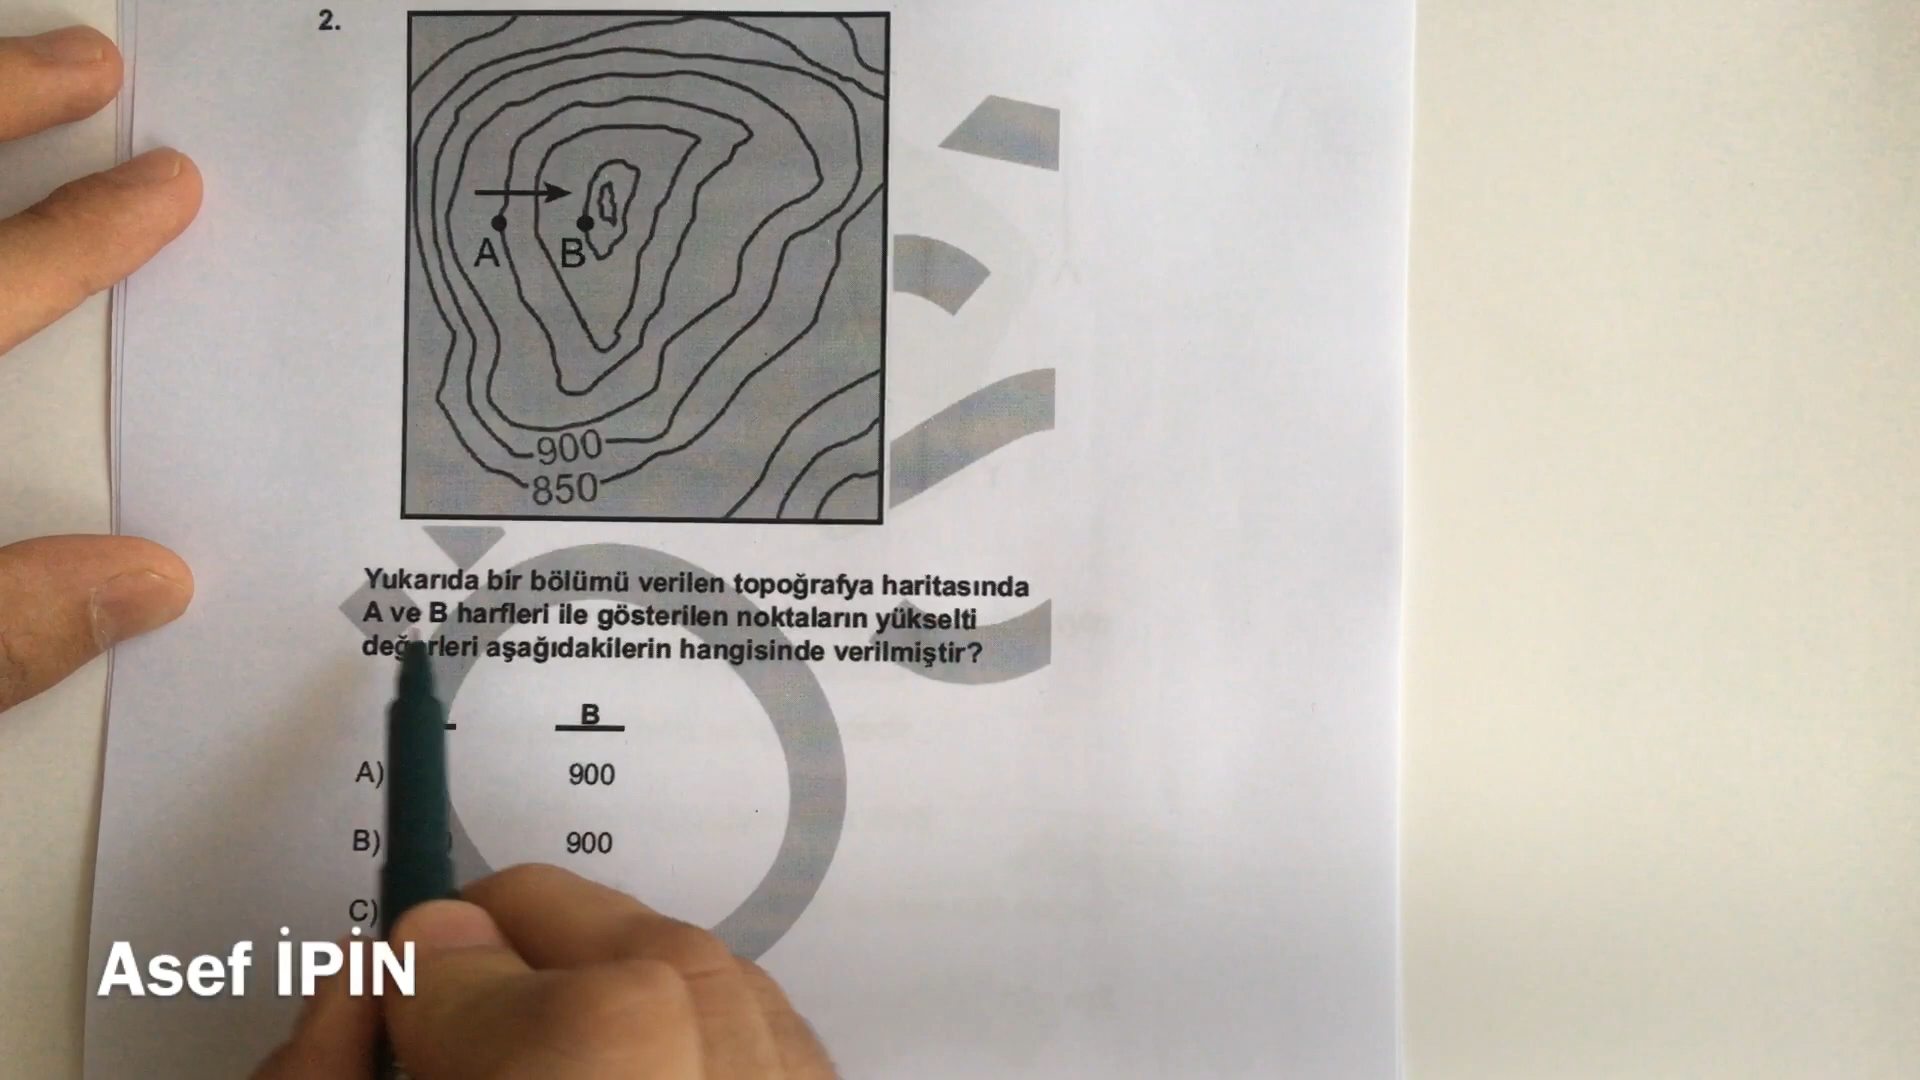 2.
A
B
900
850
Yukarıda bir bölümü verilen topoğrafya haritasında
A ve B harfleri ile gösterilen noktaların yükselti
değerleri aşağıdakilerin hangisinde verilmiştir?
B
A) 900
B) 900
C)
Asef İPİN